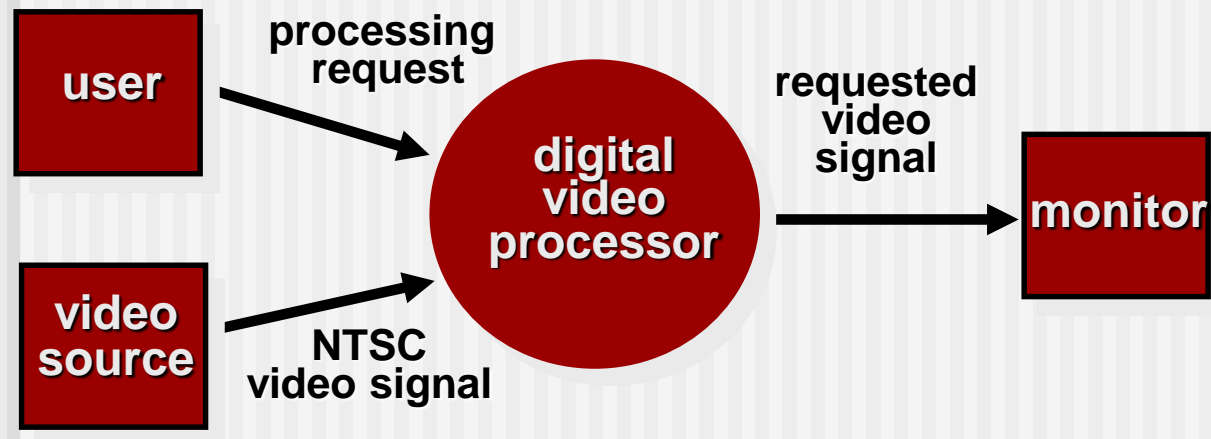 user
processing
request
digital
video
processor
requested
video
signal
monitor
video
source
NTSC
video signal